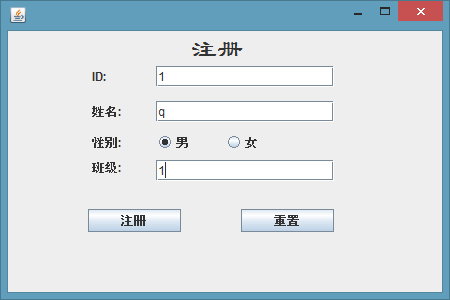 注册
ID: 1
姓名: q
性别: 男 女
班级: 1
注册 重置